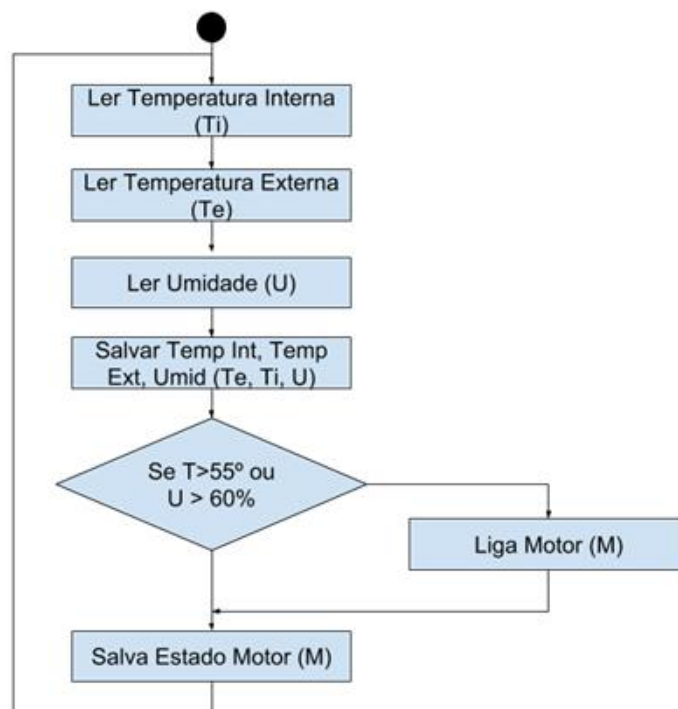 Ler Temperatura Interna
(Ti)
Ler Temperatura Externa
(Te)
Ler Umidade (U)
Salvar Temp Int, Temp
Ext, Umid (Te, Ti, U)
Se T>55º ou
U > 60%
Liga Motor (M)
Salva Estado Motor (M)